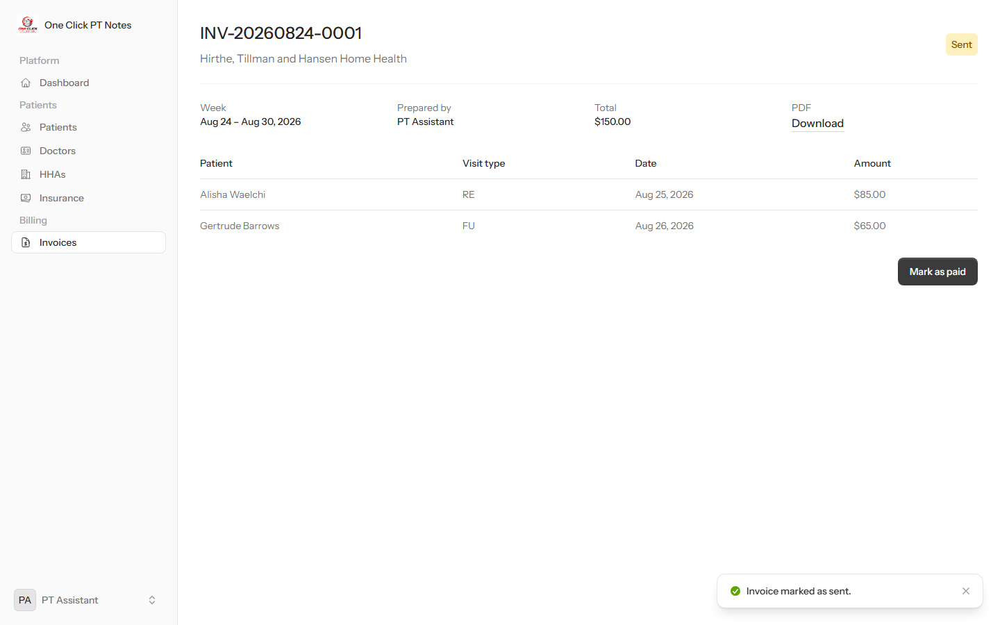 One Click PT Notes
Platform
Dashboard
Patients
Patients
Doctors
HHAs
Insurance
Billing
Invoices
PA
PT Assistant
INV-20260824-0001
Hirthe, Tillman and Hansen Home Health
Sent
Week
Aug 24 – Aug 30, 2026
Prepared by
PT Assistant
Total
$150.00
PDF
Download
Patient Visit type Date Amount
Alisha Waelchi RE Aug 25, 2026 $85.00
Gertrude Barrows FU Aug 26, 2026 $65.00
Mark as paid
Invoice marked as sent.